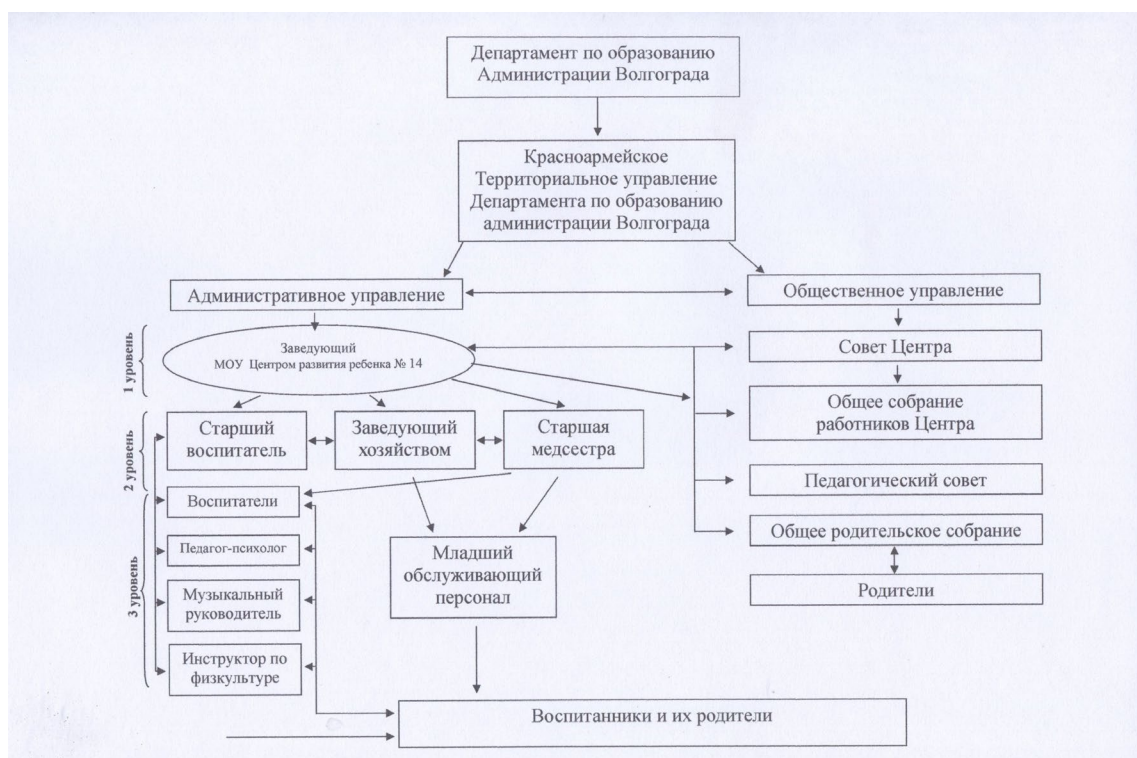 Департамент по образованию
Администрации Волгограда
Красноармейское
Территориальное управление
Департамента по образованию
администрации Волгограда
Административное управление
Общественное управление
1 уровень
Заведующий
МОУ Центром развития ребенка № 14
Совет Центра
Общее собрание
работников Центра
2 уровень
Старший
воспитатель
Заведующий
хозяйством
Старшая
медсестра
Педагогический совет
3 уровень
Воспитатели
Общее родительское собрание
Педагог-психолог
Младший
обслуживающий
персонал
Родители
Музыкальный
руководитель
Инструктор по
физкультуре
Воспитанники и их родители